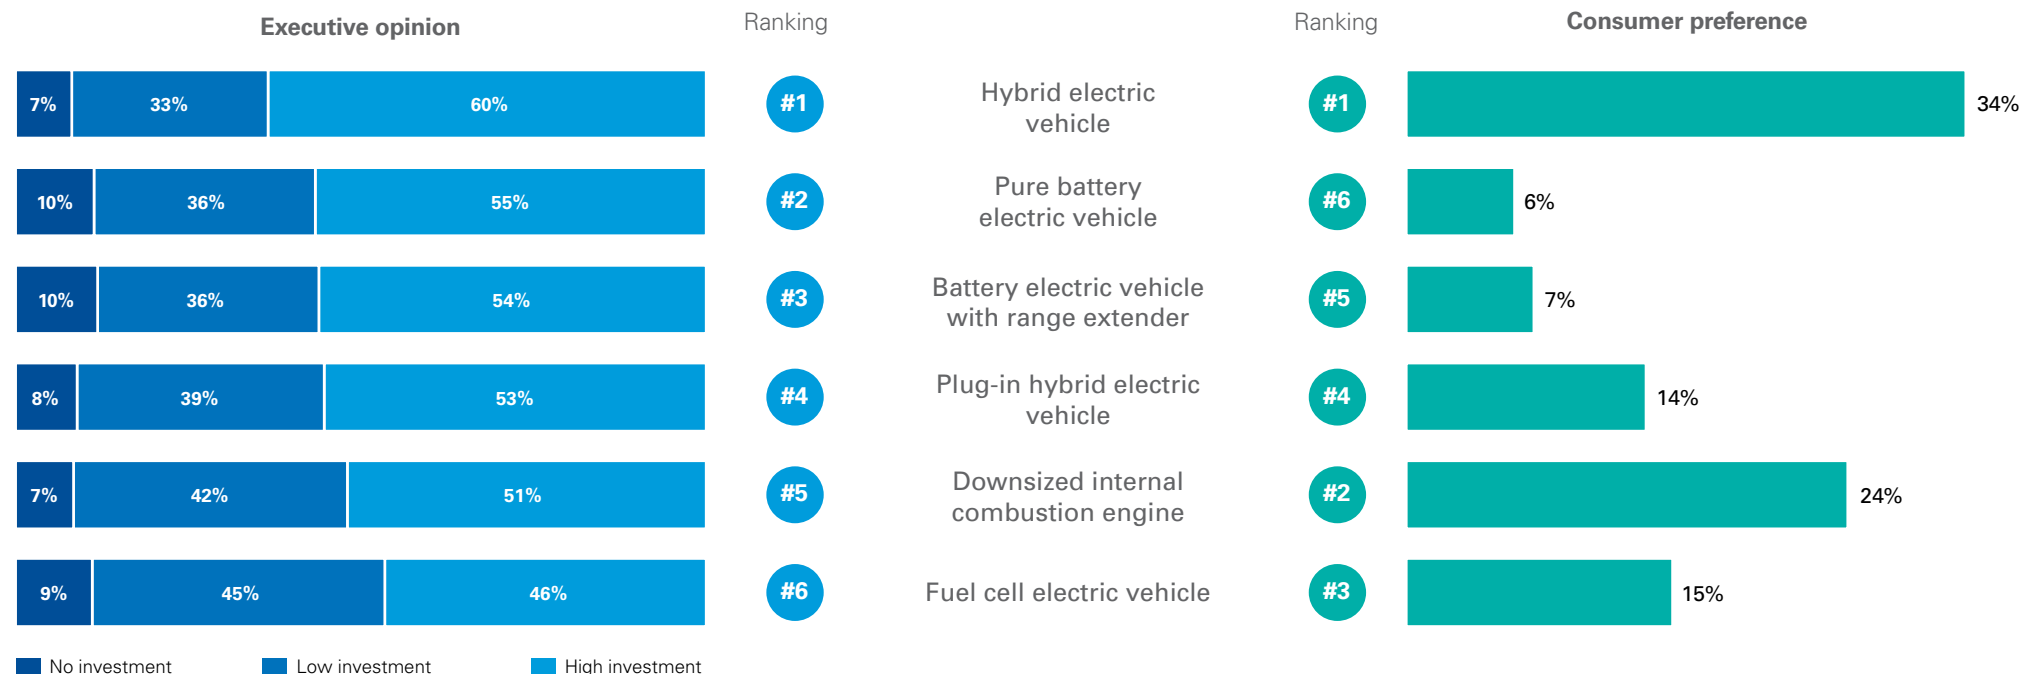 Executive opinion
Ranking
Ranking
Consumer preference
7%
33%
60%
#1
Hybrid electric
vehicle
#1
34%
10%
36%
55%
#2
Pure battery
electric vehicle
#6
6%
10%
36%
54%
#3
Battery electric vehicle
with range extender
#5
7%
8%
39%
53%
#4
Plug-in hybrid electric
vehicle
#4
14%
7%
42%
51%
#5
Downsized internal
combustion engine
#2
24%
9%
45%
46%
#6
Fuel cell electric vehicle
#3
15%
No investment
Low investment
High investment